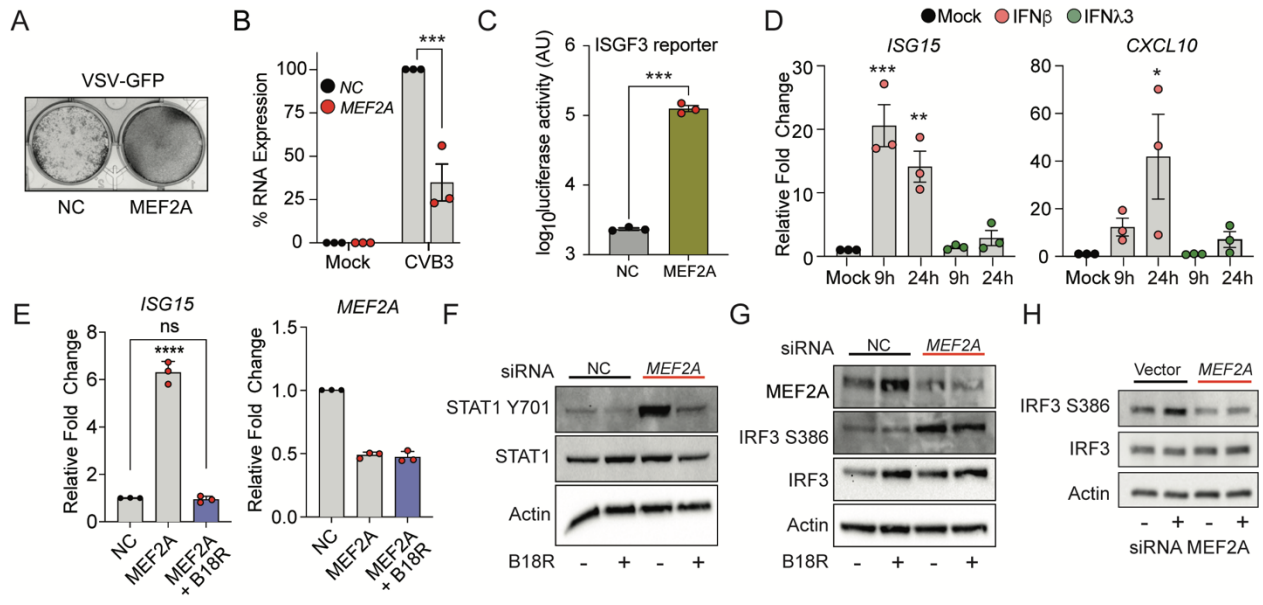 A
VSV-GFP
NC MEF2A
B
% RNA Expression
100
75
50
25
0
***
NC
MEF2A
Mock CVB3
C
ISGF3 reporter
log10luciferase activity (AU)
6
5
4
3
***
NC MEF2A
D
Mock IFNβ IFNλ3
ISG15
Relative Fold Change
30
20
10
0
***
**
Mock 9h 24h 9h 24h
CXCL10
80
60
40
20
0
*
Mock 9h 24h 9h 24h
E
ISG15
Relative Fold Change
8
6
4
2
0
ns
****
NC
MEF2A
MEF2A
+ B18R
MEF2A
Relative Fold Change
1.5
1.0
0.5
0.0
NC
MEF2A
MEF2A
+ B18R
F
siRNA NC MEF2A
STAT1 Y701
STAT1
Actin
B18R - + - +
G
siRNA NC MEF2A
MEF2A
IRF3 S386
IRF3
Actin
B18R - + - +
H
Vector MEF2A
IRF3 S386
IRF3
Actin
- + - +
siRNA MEF2A